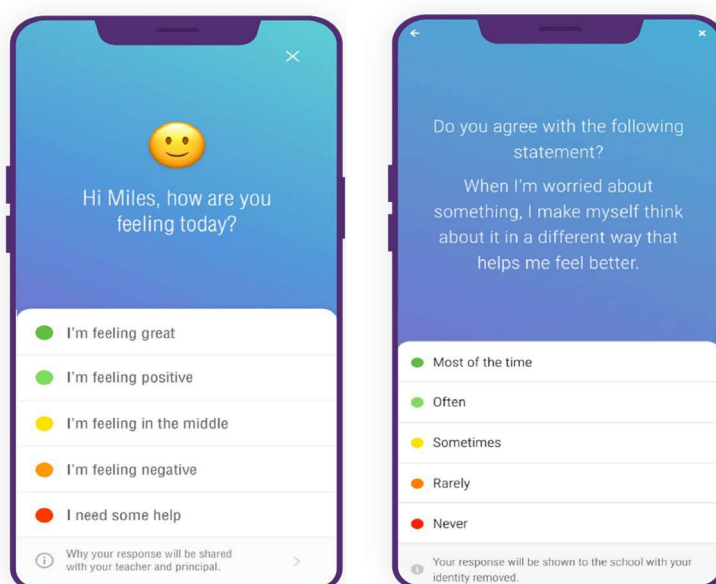 Hi Miles, how are you
feeling today?
I'm feeling great
I'm feeling positive
I'm feeling in the middle
I'm feeling negative
I need some help
Why your response will be shared
with your teacher and principal.
Do you agree with the following
statement?
When I'm worried about
something, I make myself think
about it in a different way that
helps me feel better.
Most of the time
Often
Sometimes
Rarely
Never
Your response will be shown to the school with your
identity removed.